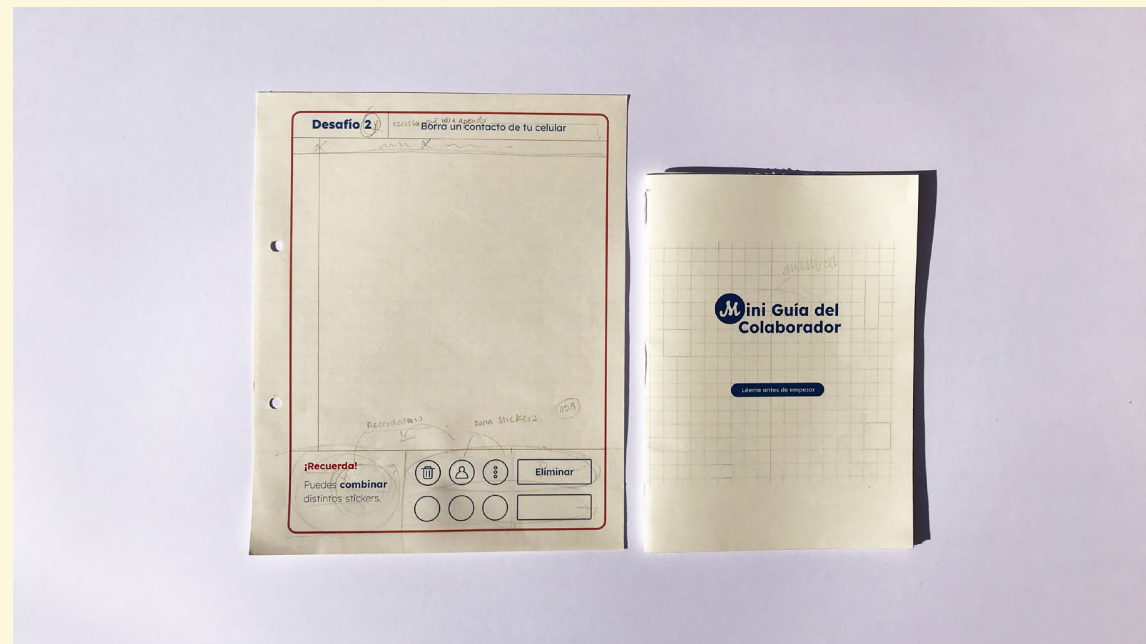 Desafío 2
Borra un contacto de tu celular
Recordatorio
zona stickers.
¡Recuerda!
Puedes combinar
distintos stickers.
Eliminar
Mini Guía del
Colaborador
Léeme antes de empezar